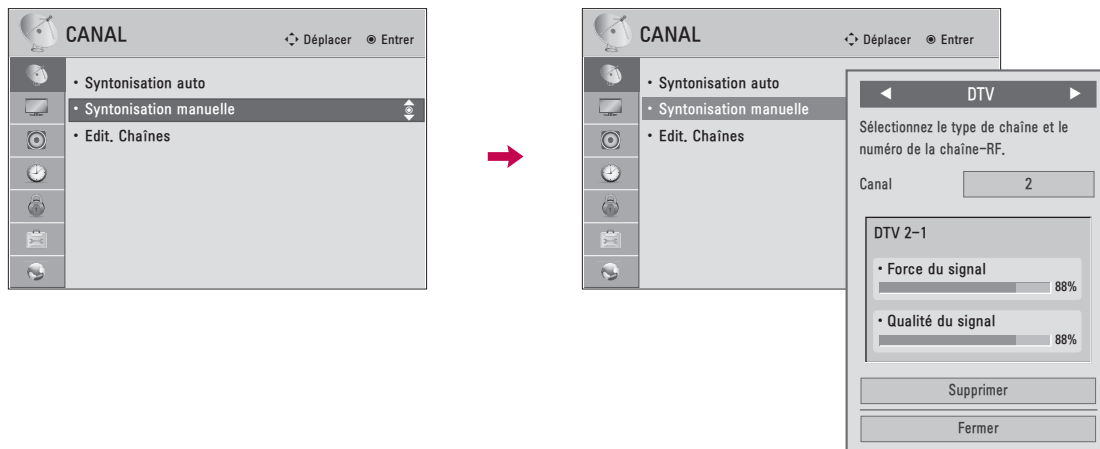 CANAL
Déplacer
Entrer
• Syntonisation auto
• Syntonisation manuelle
• Edit. Chaînes
CANAL
Déplacer
Entrer
• Syntonisation auto
• Syntonisation manuelle
• Edit. Chaînes
◀ DTV ▶
Sélectionnez le type de chaîne et le
numéro de la chaîne-RF.
Canal 2
DTV 2-1
• Force du signal
88%
• Qualité du signal
88%
Supprimer
Fermer